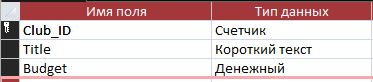 Имя поля Тип данных
Club_ID Счетчик
Title Короткий текст
Budget Денежный